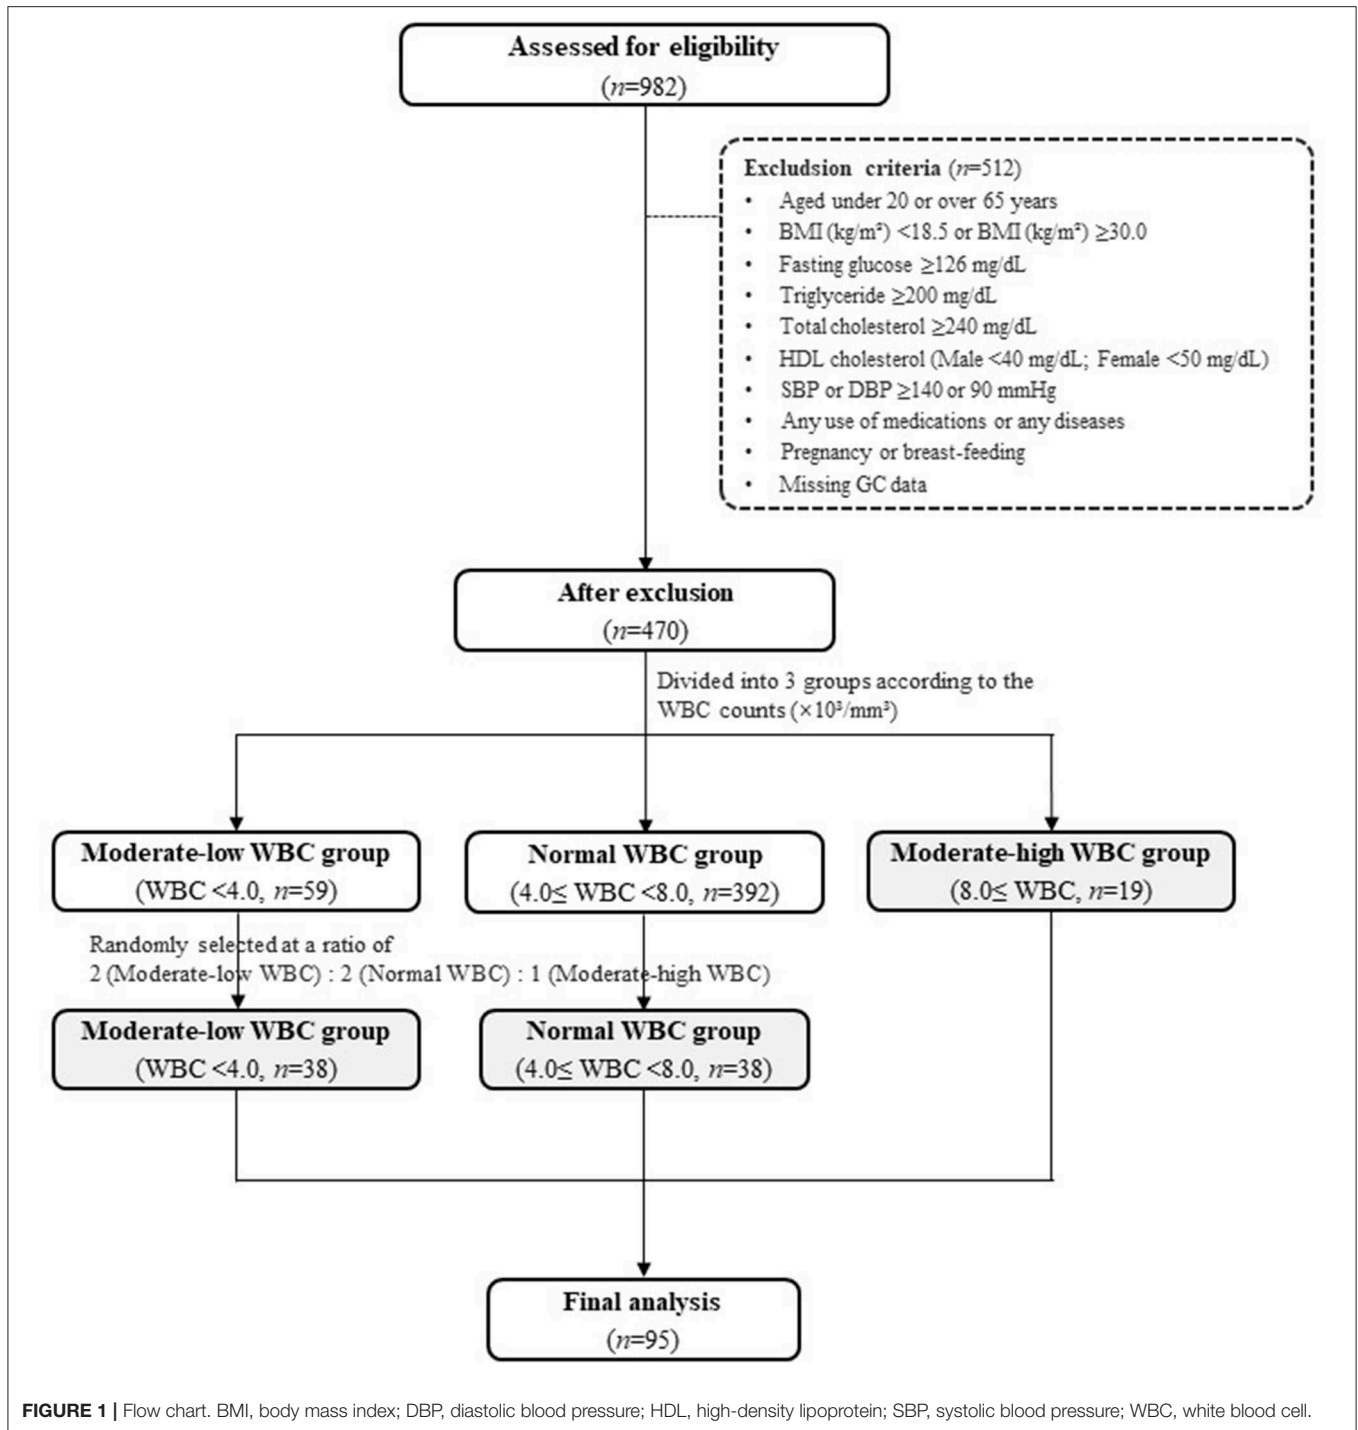 Assessed for eligibility
(n=982)
Excludsion criteria (n=512)
• Aged under 20 or over 65 years
• BMI (kg/m²) <18.5 or BMI (kg/m²) ≥30.0
• Fasting glucose ≥126 mg/dL
• Triglyceride ≥200 mg/dL
• Total cholesterol ≥240 mg/dL
• HDL cholesterol (Male <40 mg/dL; Female <50 mg/dL)
• SBP or DBP ≥140 or 90 mmHg
• Any use of medications or any diseases
• Pregnancy or breast-feeding
• Missing GC data
After exclusion
(n=470)
Divided into 3 groups according to the
WBC counts (×10³/mm³)
Moderate-low WBC group
(WBC <4.0, n=59)
Normal WBC group
(4.0≤ WBC <8.0, n=392)
Moderate-high WBC group
(8.0≤ WBC, n=19)
Randomly selected at a ratio of
2 (Moderate-low WBC) : 2 (Normal WBC) : 1 (Moderate-high WBC)
Moderate-low WBC group
(WBC <4.0, n=38)
Normal WBC group
(4.0≤ WBC <8.0, n=38)
Final analysis
(n=95)
FIGURE 1 | Flow chart. BMI, body mass index; DBP, diastolic blood pressure; HDL, high-density lipoprotein; SBP, systolic blood pressure; WBC, white blood cell.